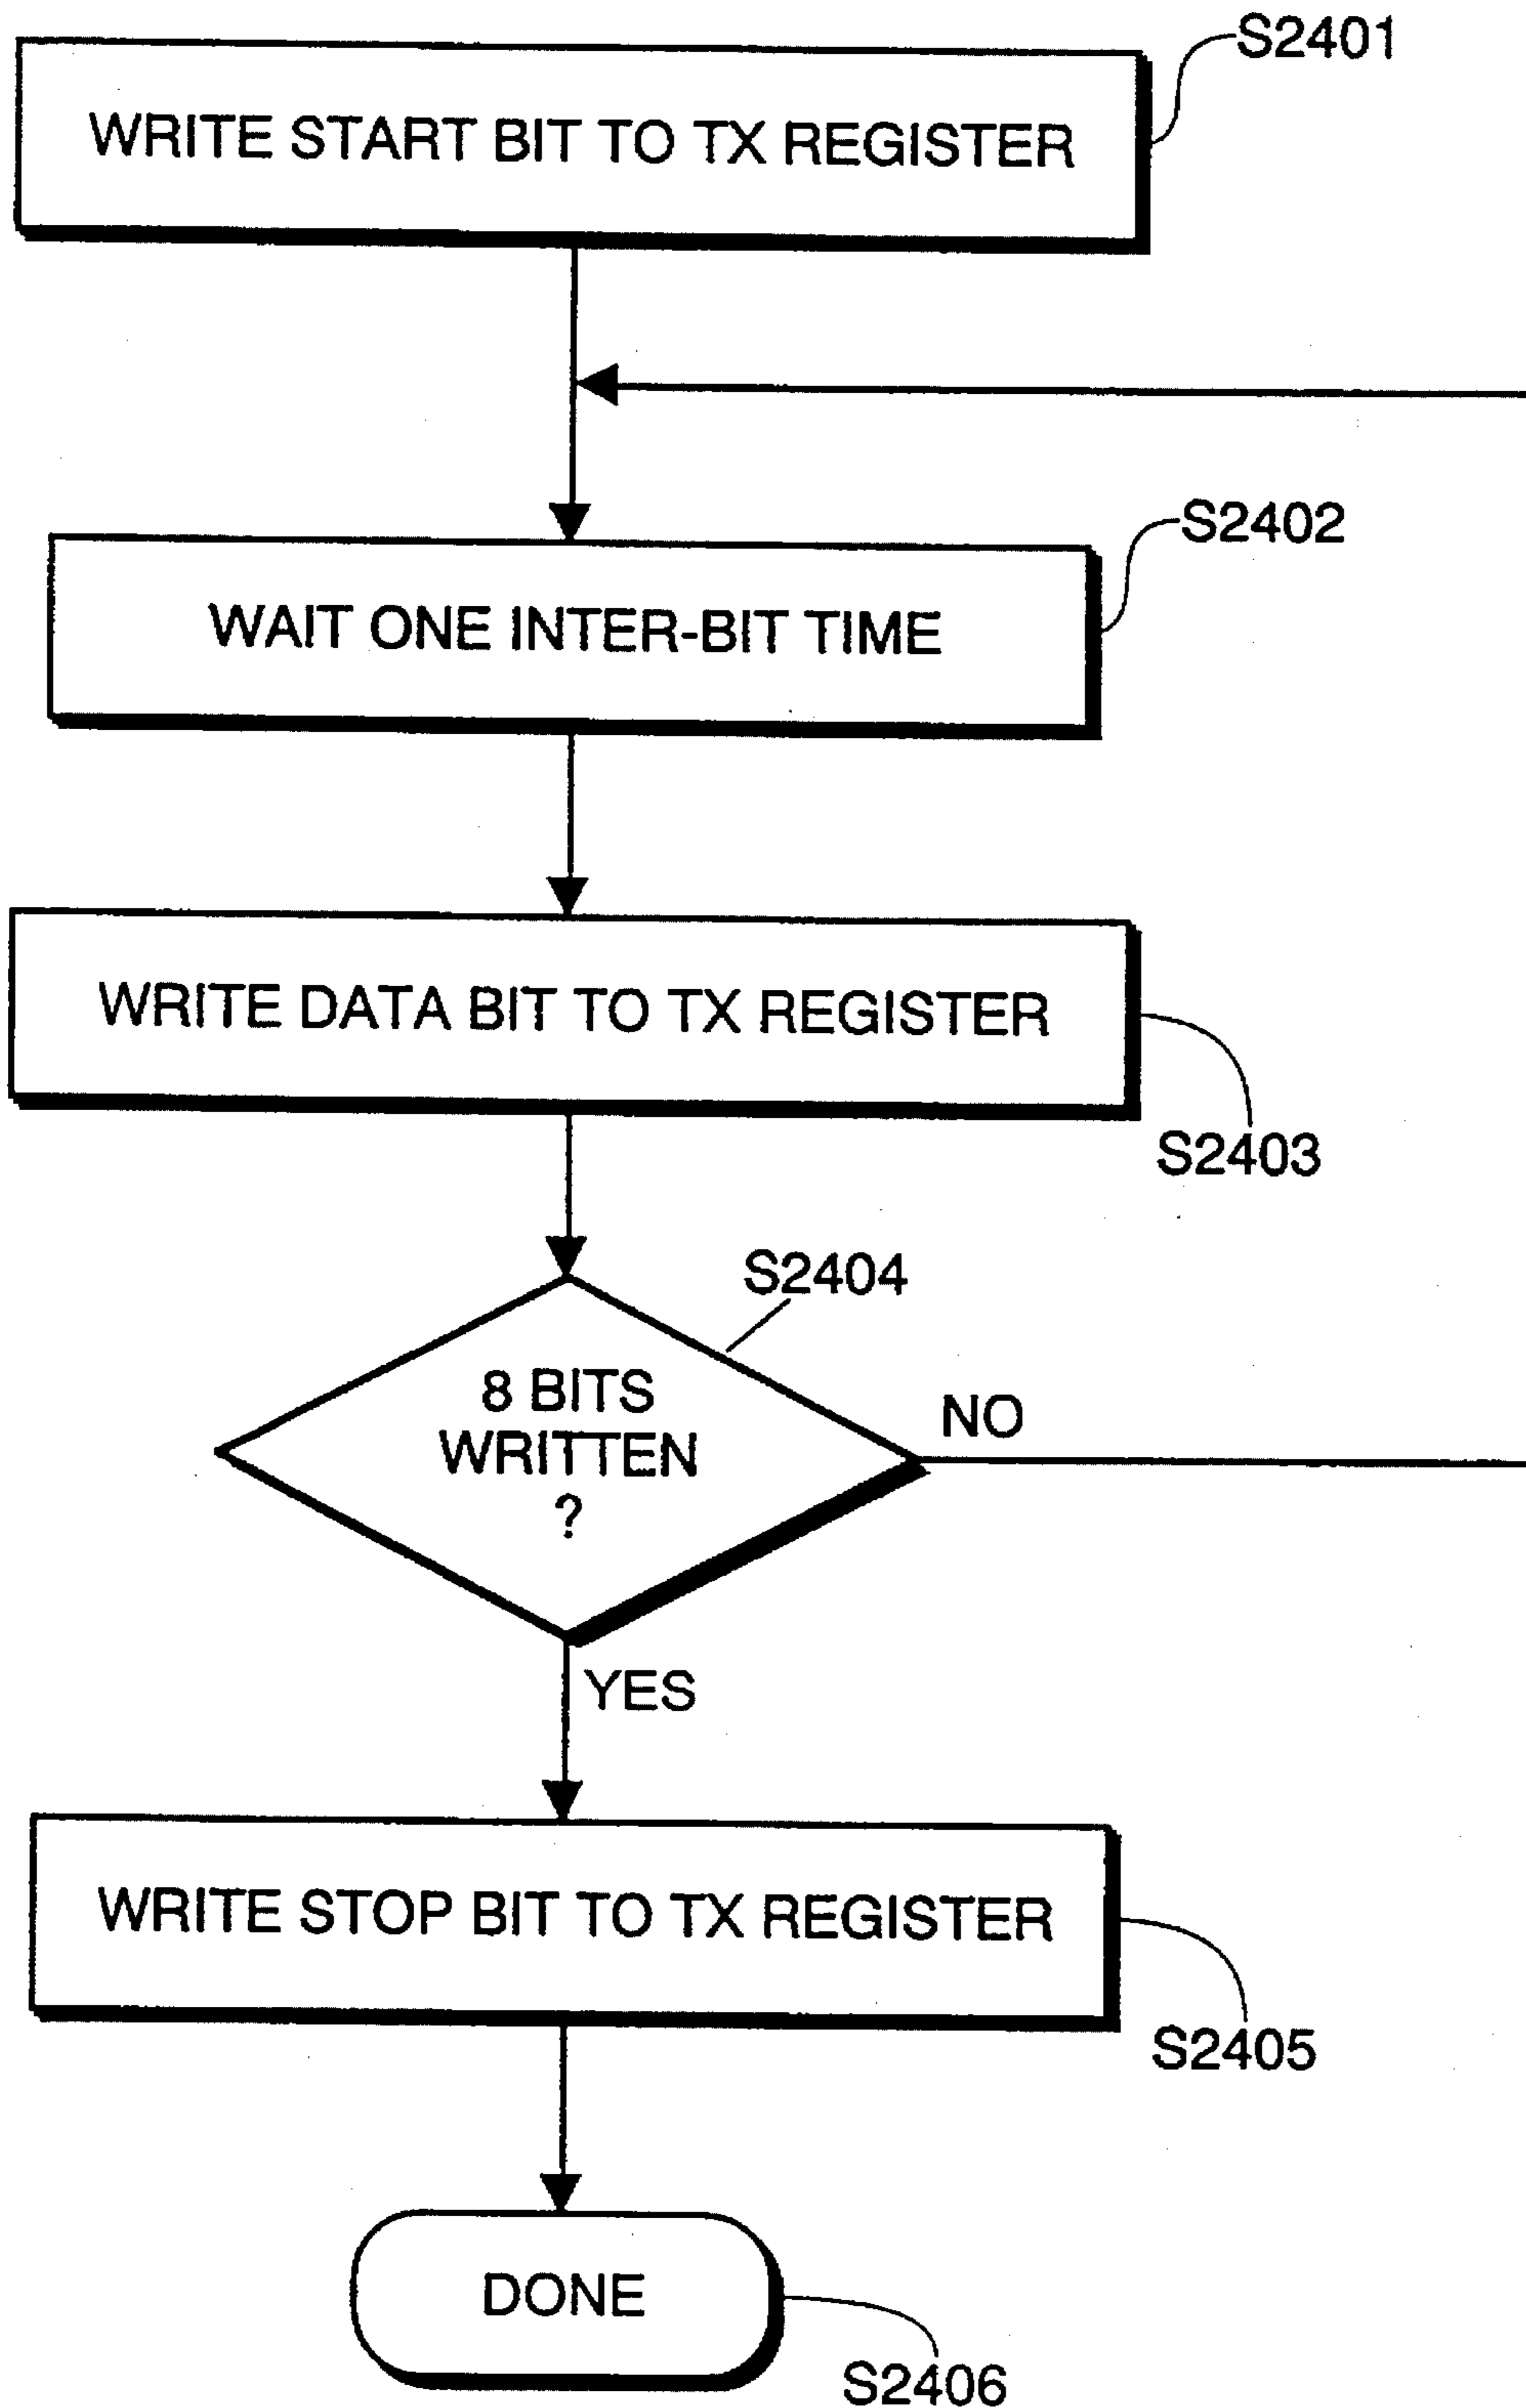 S2401
WRITE START BIT TO TX REGISTER
S2402
WAIT ONE INTER-BIT TIME
WRITE DATA BIT TO TX REGISTER
S2403
S2404
8 BITS
WRITTEN
?
NO
YES
WRITE STOP BIT TO TX REGISTER
S2405
DONE
S2406